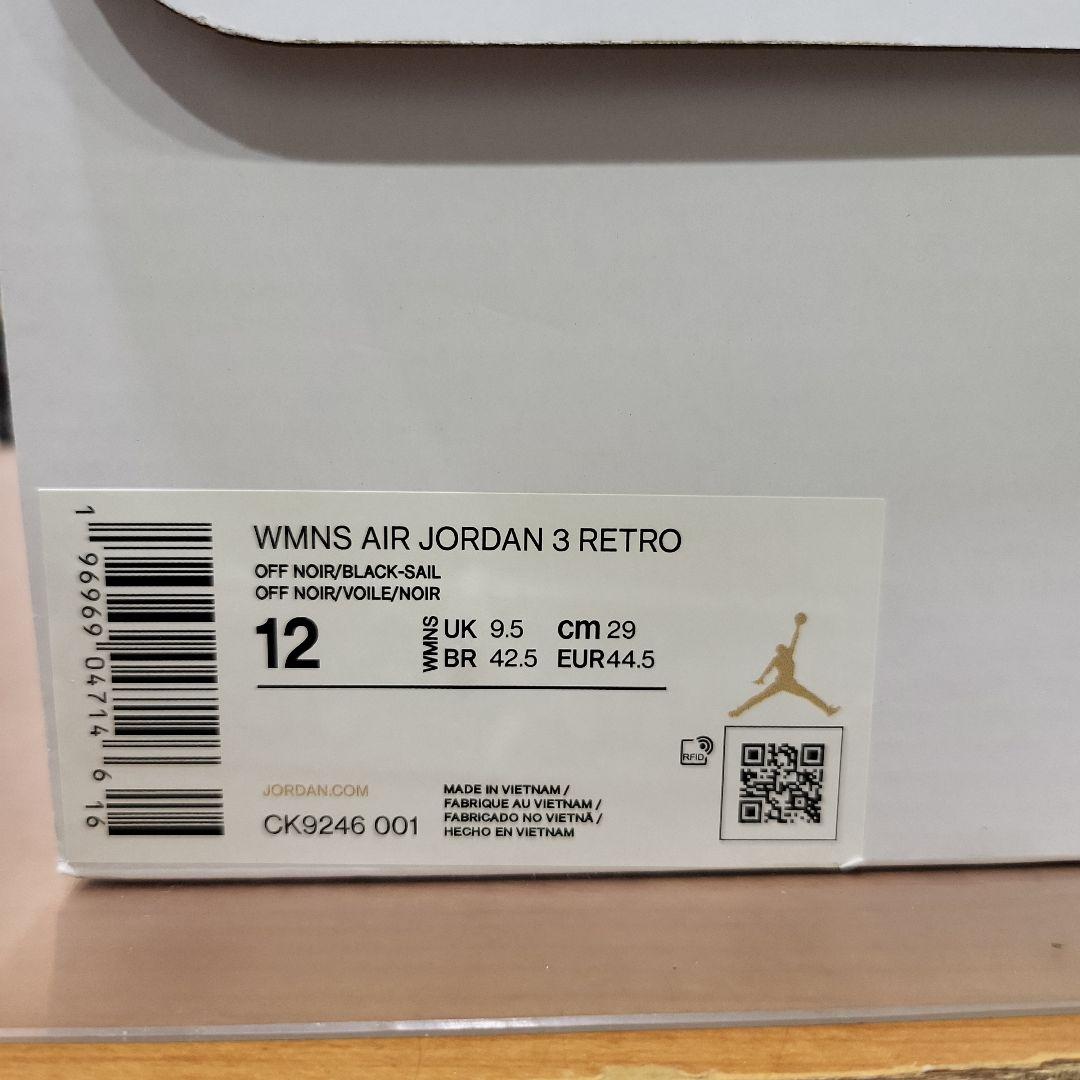 WMNS AIR JORDAN 3 RETRO
OFF NOIR/BLACK-SAIL
OFF NOIR/VOILE/NOIR
12 WMNS UK 9.5 cm 29
BR 42.5 EUR44.5
RFID
JORDAN.COM
CK9246 001
MADE IN VIETNAM /
FABRIQUE AU VIETNAM /
FABRICADO NO VIETNÃ /
HECHO EN VIETNAM
1 96969 04714 6 16